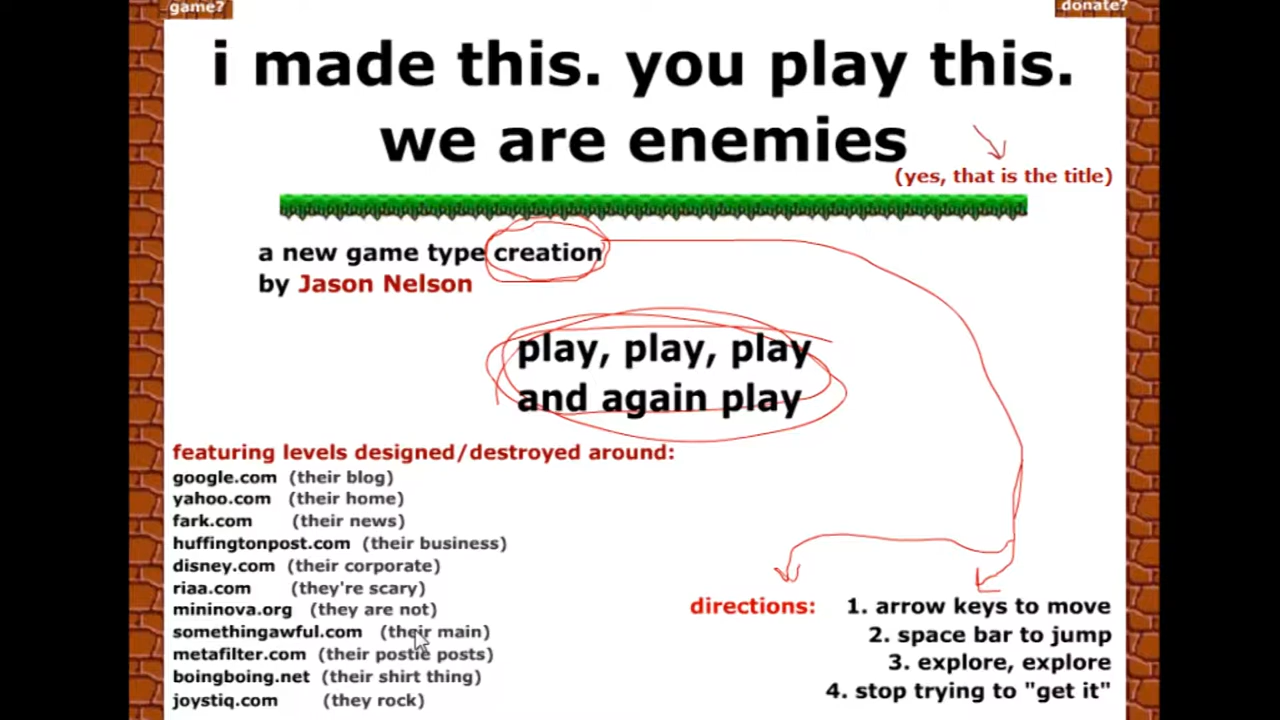 game?
donate?
i made this. you play this.
we are enemies
(yes, that is the title)
a new game type creation
by Jason Nelson
play, play, play
and again play
featuring levels designed/destroyed around:
google.com (their blog)
yahoo.com (their home)
fark.com (their news)
huffingtonpost.com (their business)
disney.com (their corporate)
riaa.com (they're scary)
mininova.org (they are not)
somethingawful.com (their main)
metafilter.com (their postie posts)
boingboing.net (their shirt thing)
joystiq.com (they rock)
directions: 1. arrow keys to move
2. space bar to jump
3. explore, explore
4. stop trying to "get it"